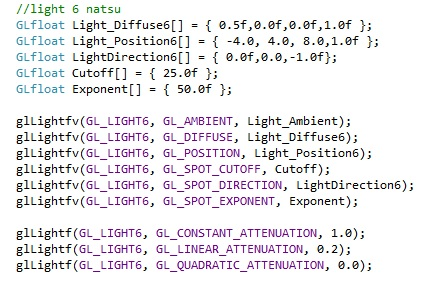 //light 6 natsu
GLfloat Light_Diffuse6[] = { 0.5f,0.0f,0.0f,1.0f };
GLfloat Light_Position6[] = { -4.0, 4.0, 8.0,1.0f };
GLfloat LightDirection6[] = { 0.0f,0.0,-1.0f};
GLfloat Cutoff[] = { 25.0f };
GLfloat Exponent[] = { 50.0f };
glLightfv(GL_LIGHT6, GL_AMBIENT, Light_Ambient);
glLightfv(GL_LIGHT6, GL_DIFFUSE, Light_Diffuse6);
glLightfv(GL_LIGHT6, GL_POSITION, Light_Position6);
glLightfv(GL_LIGHT6, GL_SPOT_CUTOFF, Cutoff);
glLightfv(GL_LIGHT6, GL_SPOT_DIRECTION, LightDirection6);
glLightfv(GL_LIGHT6, GL_SPOT_EXPONENT, Exponent);
glLightf(GL_LIGHT6, GL_CONSTANT_ATTENUATION, 1.0);
glLightf(GL_LIGHT6, GL_LINEAR_ATTENUATION, 0.2);
glLightf(GL_LIGHT6, GL_QUADRATIC_ATTENUATION, 0.0);